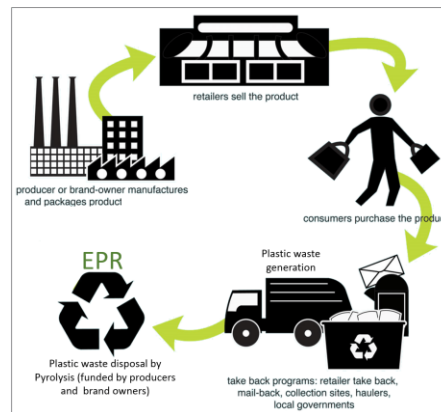 retailers sell the product
producer or brand-owner manufactures
and packages product
consumers purchase the produ
EPR
Plastic waste
generation
Plastic waste disposal by
Pyrolysis (funded by producers
and brand owners)
take back programs: retailer take back,
mail-back, collection sites, haulers,
local governments